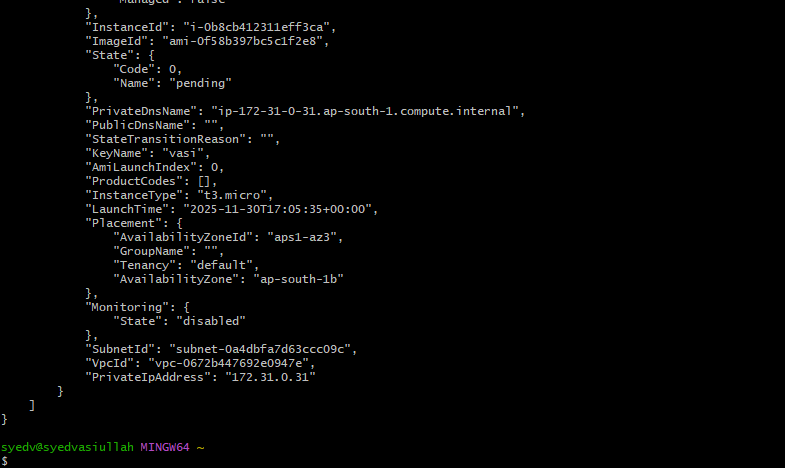 "Managed": false
},
"InstanceId": "i-0b8cb412311eff3ca",
"ImageId": "ami-0f58b397bc5c1f2e8",
"State": {
"Code": 0,
"Name": "pending"
},
"PrivateDnsName": "ip-172-31-0-31.ap-south-1.compute.internal",
"PublicDnsName": "",
"StateTransitionReason": "",
"KeyName": "vasi",
"AmiLaunchIndex": 0,
"ProductCodes": [],
"InstanceType": "t3.micro",
"LaunchTime": "2025-11-30T17:05:35+00:00",
"Placement": {
"AvailabilityZoneId": "aps1-az3",
"GroupName": "",
"Tenancy": "default",
"AvailabilityZone": "ap-south-1b"
},
"Monitoring": {
"State": "disabled"
},
"SubnetId": "subnet-0a4dbfa7d63ccc09c",
"VpcId": "vpc-0672b447692e0947e",
"PrivateIpAddress": "172.31.0.31"
}
]
}
syedv@syedvasiullah MINGW64 ~
$